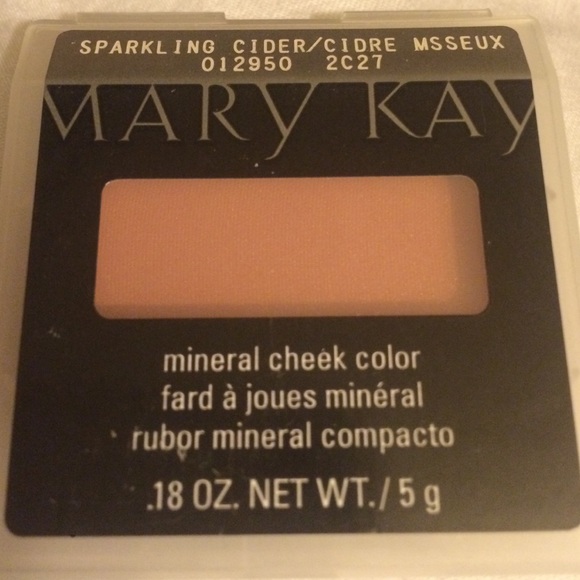 SPARKLING CIDER/CIDRE MSSEUX
012950 2C27
MARY KAY
mineral cheek color
fard à joues minéral
rubor mineral compacto
.18 OZ. NET WT./5 g